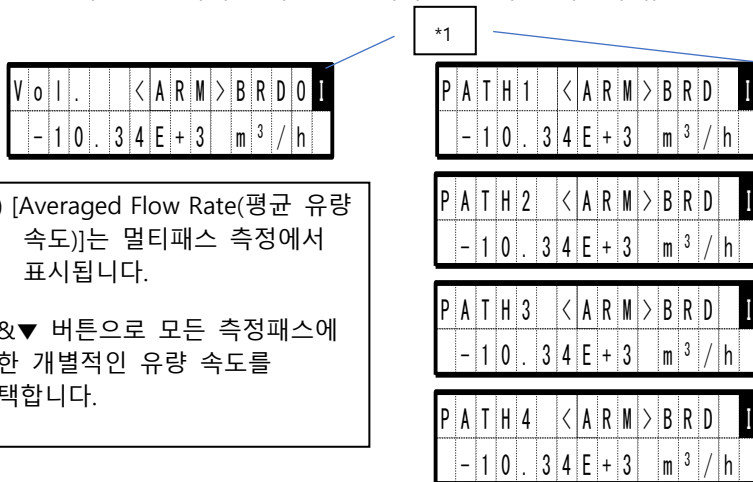 *1
Vol. <ARM>BRD0I
-10.34E+3 m³/h
[Averaged Flow Rate(평균 유량
속도)]는 멀티패스 측정에서
표시됩니다.
&▼ 버튼으로 모든 측정패스에
한 개별적인 유량 속도를
택합니다.
PATH1 <ARM>BRD I
-10.34E+3 m³/h
PATH2 <ARM>BRD I
-10.34E+3 m³/h
PATH3 <ARM>BRD I
-10.34E+3 m³/h
PATH4 <ARM>BRD I
-10.34E+3 m³/h